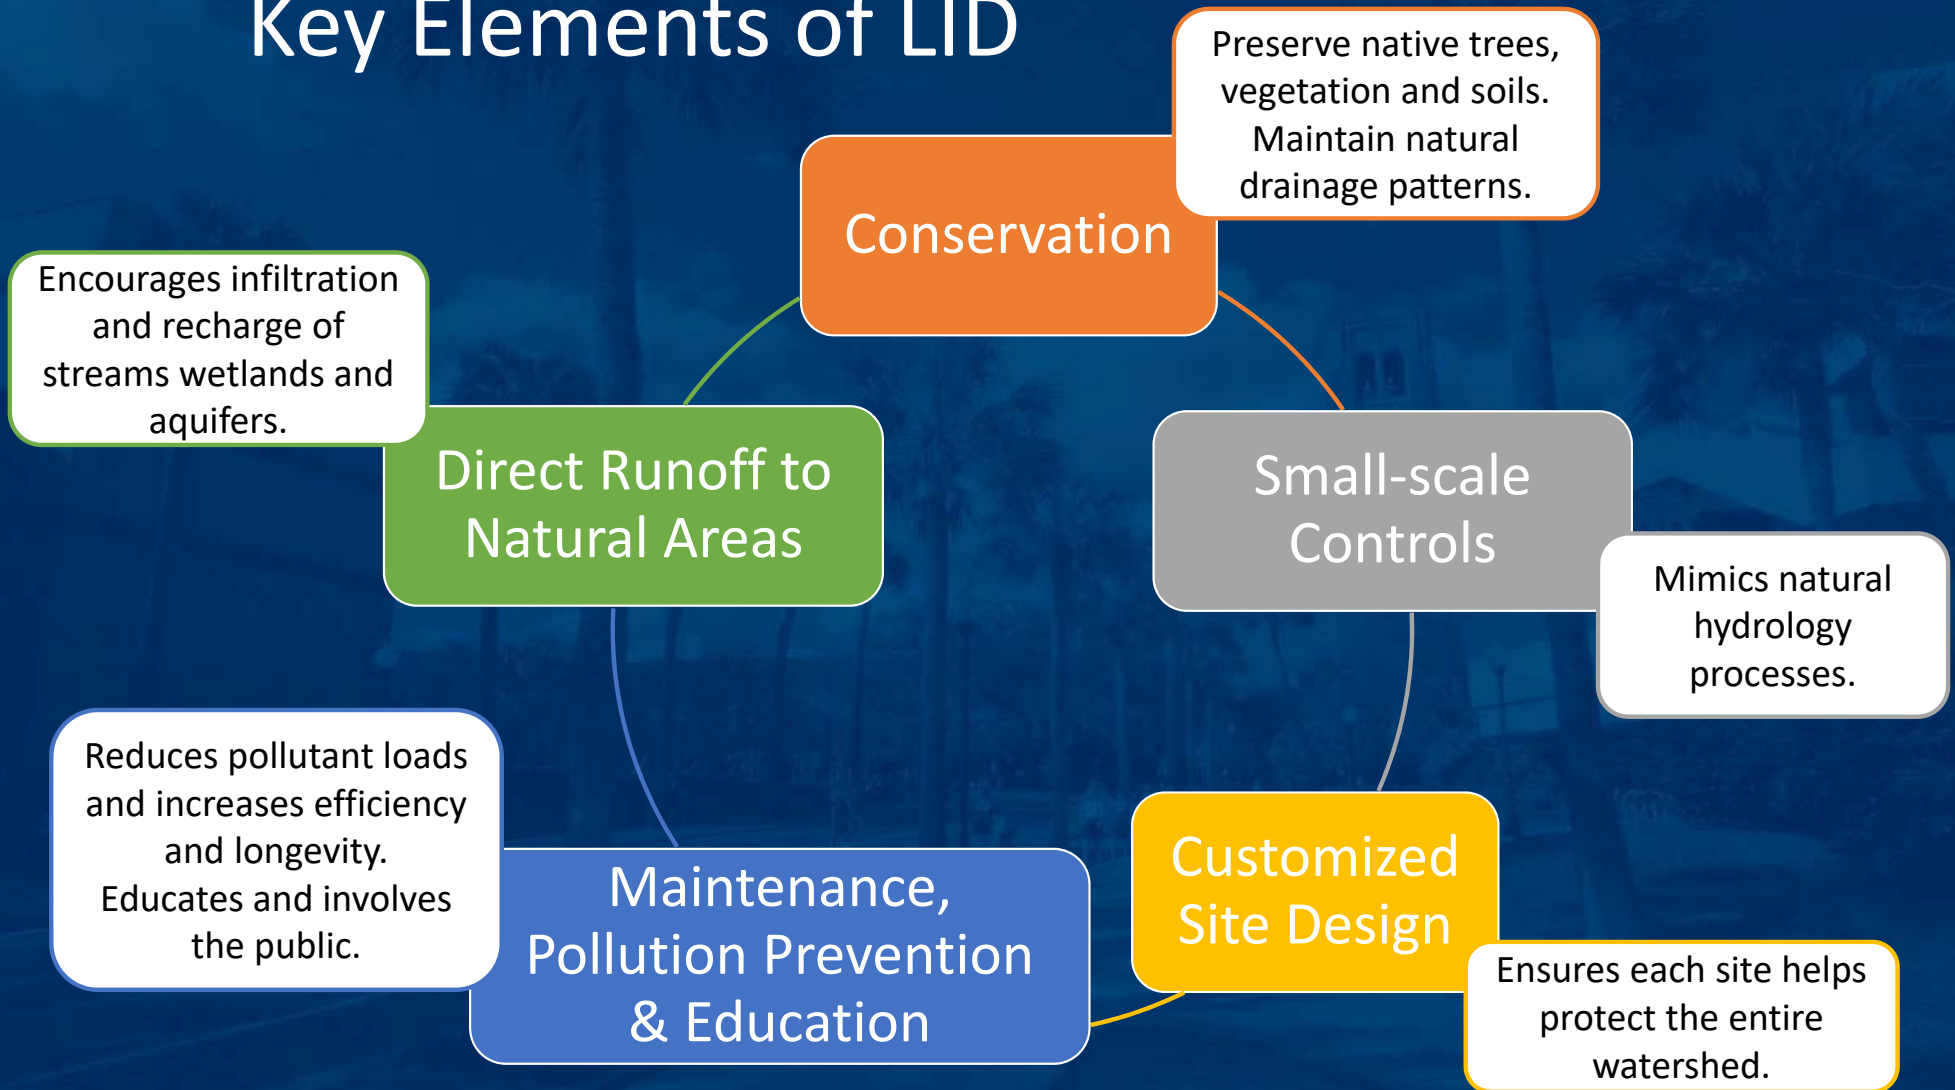 Key Elements of LID
Preserve native trees,
vegetation and soils.
Maintain natural
drainage patterns.
Conservation
Encourages infiltration
and recharge of
streams wetlands and
aquifers.
Direct Runoff to
Natural Areas
Small-scale
Controls
Mimics natural
hydrology
processes.
Reduces pollutant loads
and increases efficiency
and longevity.
Educates and involves
the public.
Maintenance,
Pollution Prevention
& Education
Customized
Site Design
Ensures each site helps
protect the entire
watershed.